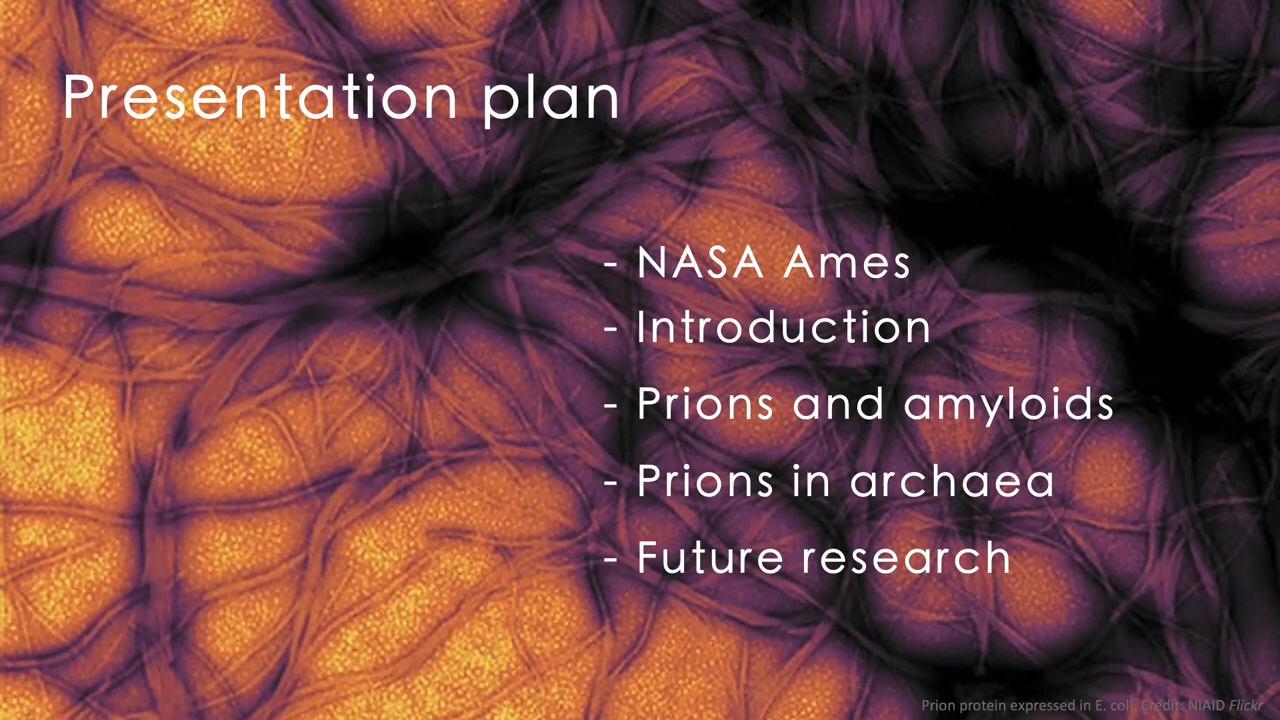 Presentation plan
- NASA Ames
- Introduction
- Prions and amyloids
- Prions in archaea
- Future research
Prion protein expressed in E. coli. Credit: NIAID Flickr